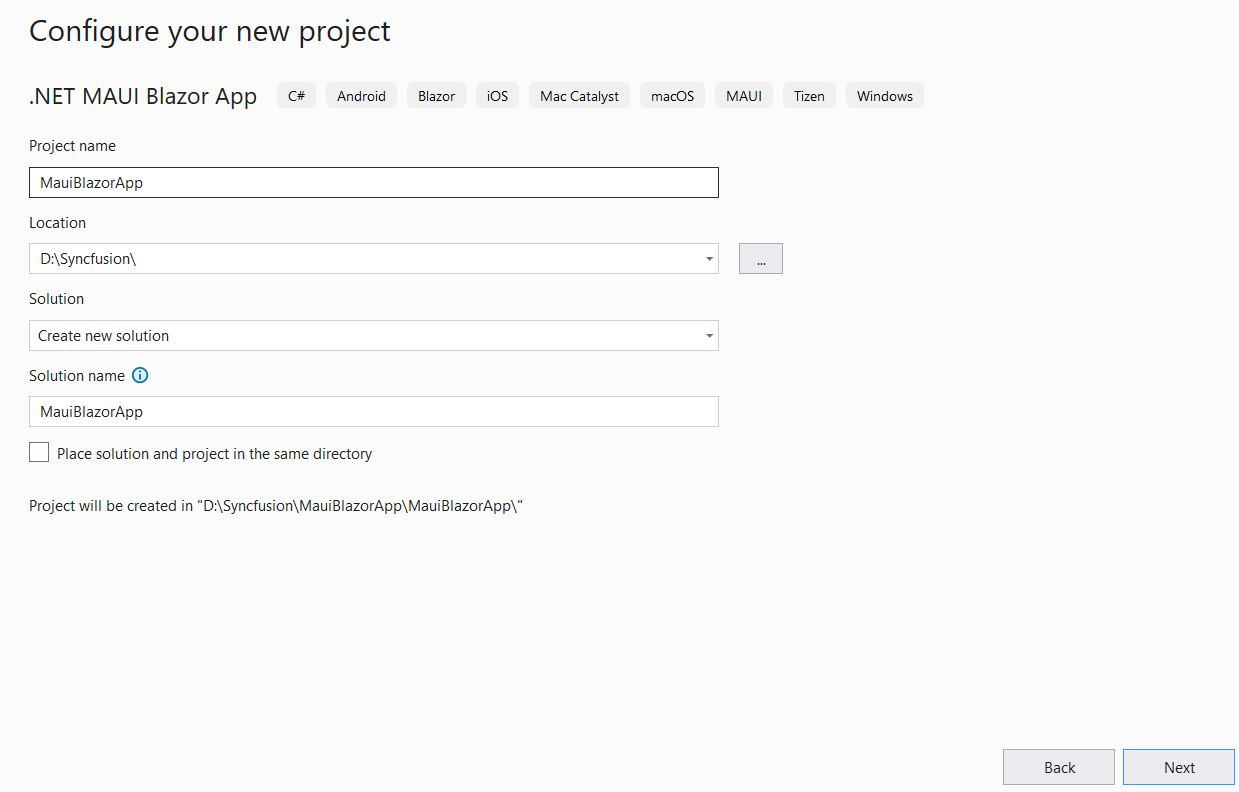 Configure your new project
.NET MAUI Blazor App C# Android Blazor iOS Mac Catalyst macOS MAUI Tizen Windows
Project name
MauiBlazorApp
Location
D:\Syncfusion\
...
Solution
Create new solution
Solution name
MauiBlazorApp
Place solution and project in the same directory
Project will be created in "D:\Syncfusion\MauiBlazorApp\MauiBlazorApp\"
Back Next